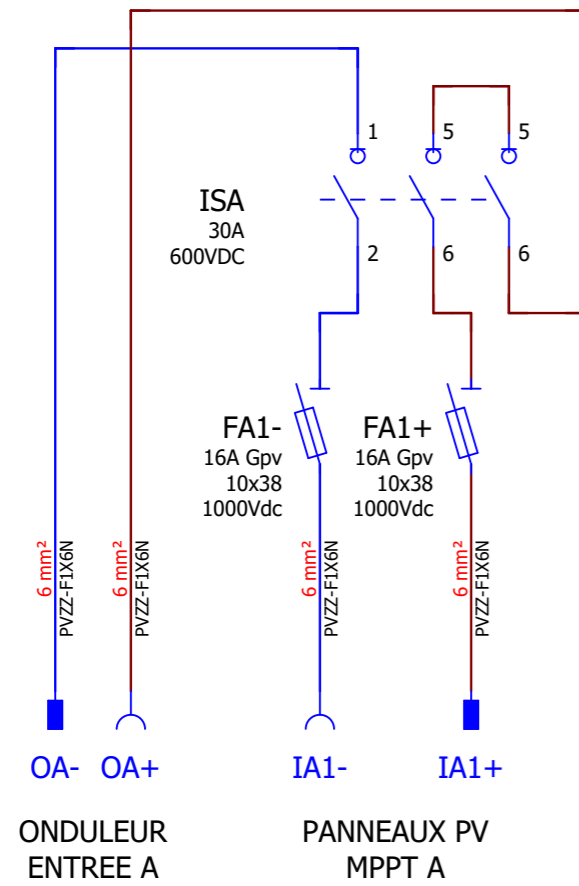 1
5
5
ISA
30A
600VDC
2
6
6
FA1-
16A Gpv
10x38
1000Vdc
FA1+
16A Gpv
10x38
1000Vdc
6 mm²
PVZZ-F1X6N
6 mm²
PVZZ-F1X6N
6 mm²
PVZZ-F1X6N
6 mm²
PVZZ-F1X6N
OA-
OA+
IA1-
IA1+
ONDULEUR
ENTREE A
PANNEAUX PV
MPPT A